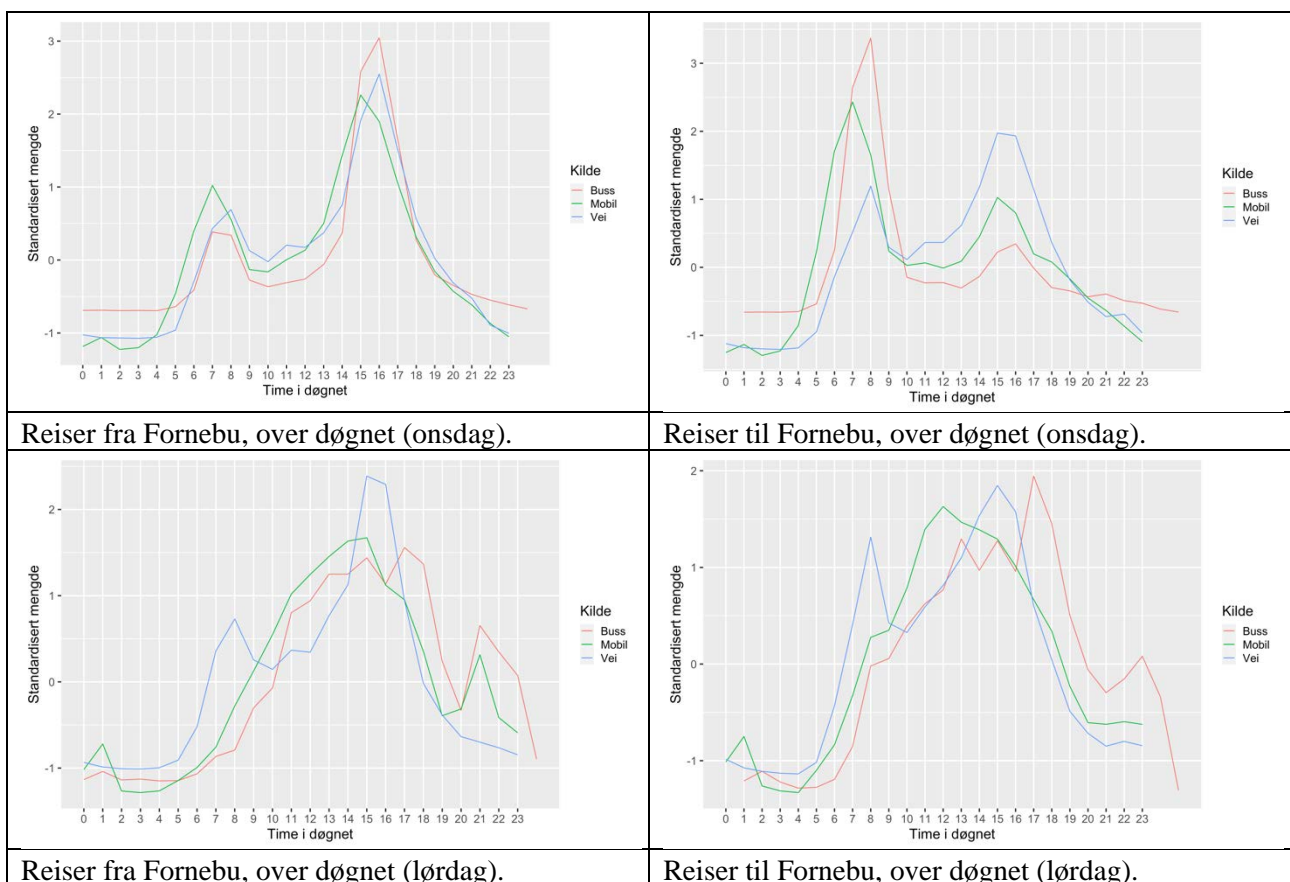 3
2
1
0
-1
Standardisert mengde
0 1 2 3 4 5 6 7 8 9 10 11 12 13 14 15 16 17 18 19 20 21 22 23
Time i døgnet
Kilde
Buss
Mobil
Vei
Reiser fra Fornebu, over døgnet (onsdag).
3
2
1
0
-1
Standardisert mengde
0 1 2 3 4 5 6 7 8 9 10 11 12 13 14 15 16 17 18 19 20 21 22 23
Time i døgnet
Kilde
Buss
Mobil
Vei
Reiser til Fornebu, over døgnet (onsdag).
2
1
0
-1
Standardisert mengde
0 1 2 3 4 5 6 7 8 9 10 11 12 13 14 15 16 17 18 19 20 21 22 23
Time i døgnet
Kilde
Buss
Mobil
Vei
Reiser fra Fornebu, over døgnet (lørdag).
2
1
0
-1
Standardisert mengde
0 1 2 3 4 5 6 7 8 9 10 11 12 13 14 15 16 17 18 19 20 21 22 23
Time i døgnet
Kilde
Buss
Mobil
Vei
Reiser til Fornebu, over døgnet (lørdag).